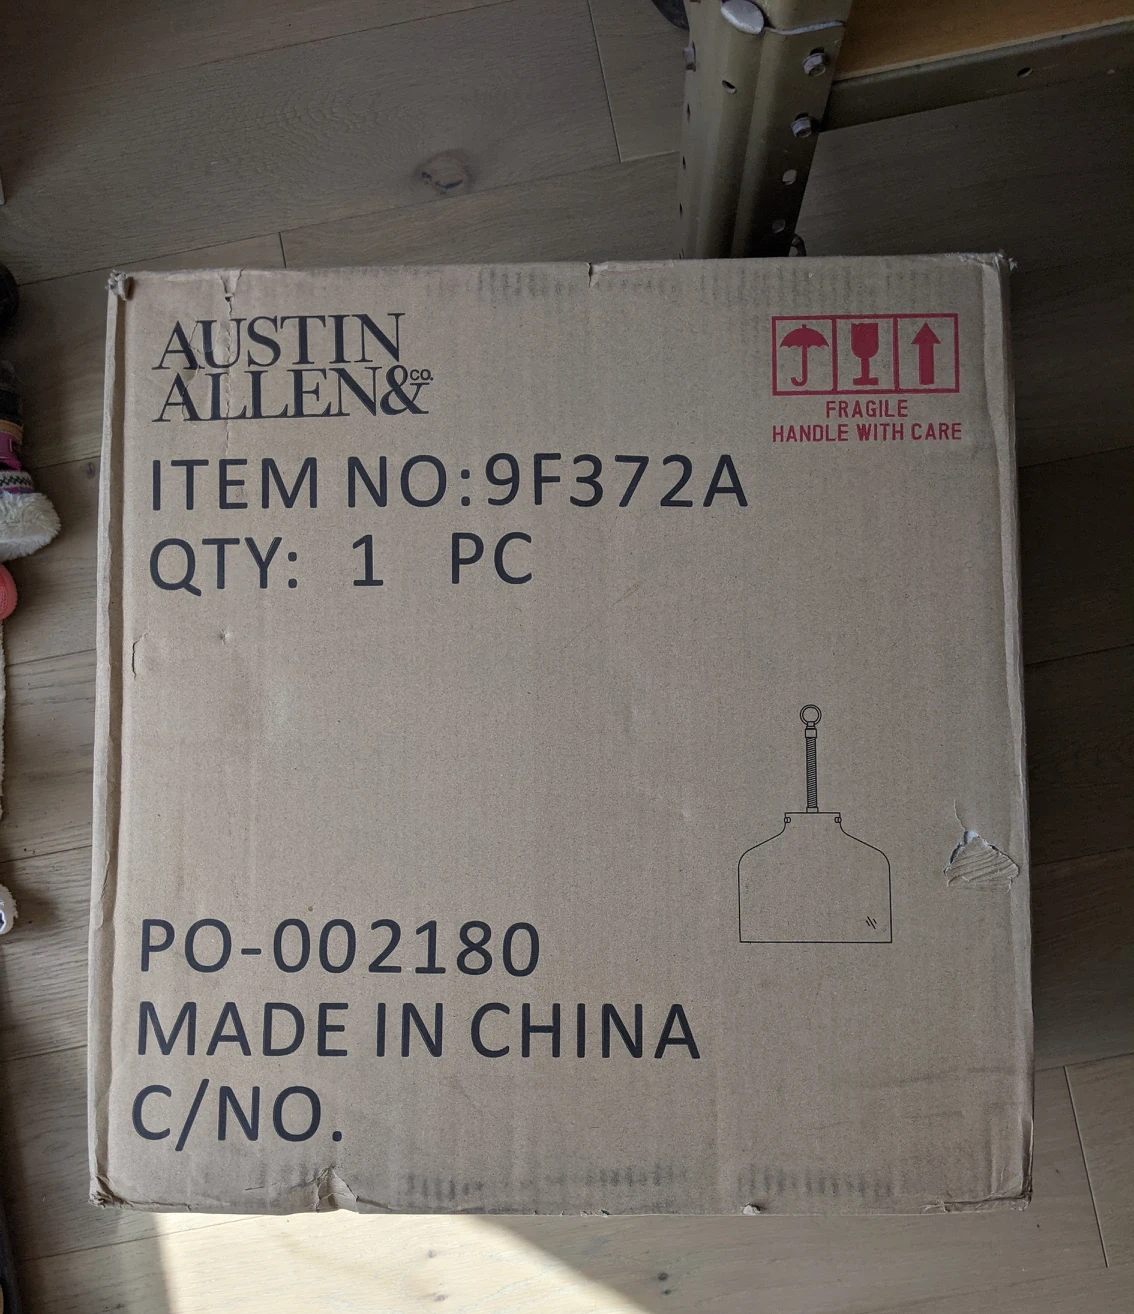 AUSTIN
ALLEN& CO.
FRAGILE
HANDLE WITH CARE
ITEM NO:9F372A
QTY: 1 PC
PO-002180
MADE IN CHINA
C/NO.